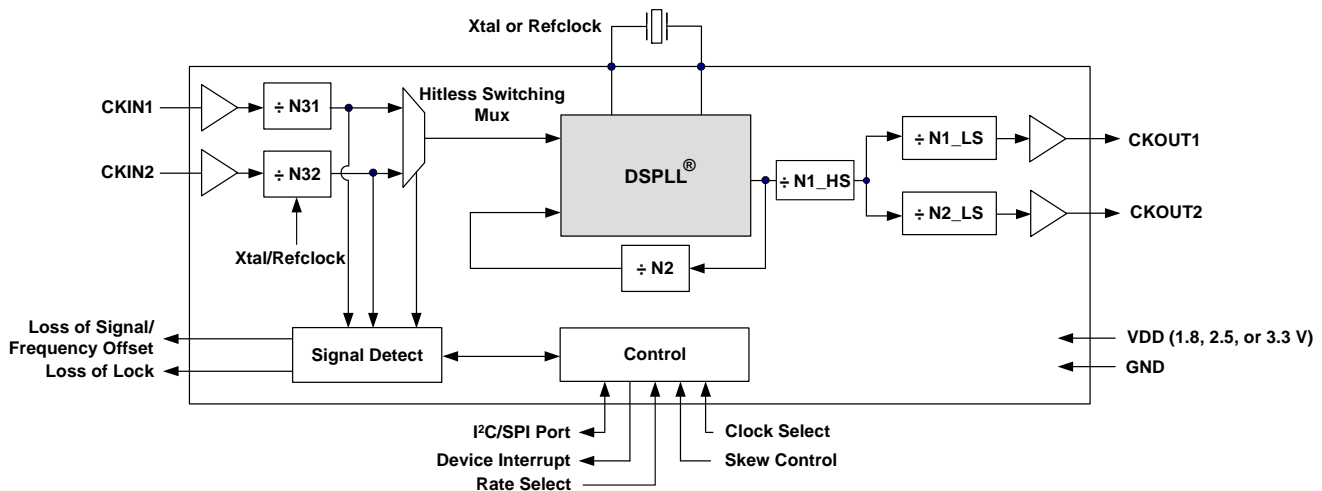 Xtal or Refclock
CKIN1
÷ N31
Hitless Switching
Mux
CKIN2
÷ N32
Xtal/Refclock
DSPLL®
÷ N1_HS
÷ N1_LS
CKOUT1
÷ N2_LS
CKOUT2
÷ N2
Loss of Signal/
Frequency Offset
Loss of Lock
Signal Detect
Control
VDD (1.8, 2.5, or 3.3 V)
GND
I²C/SPI Port
Device Interrupt
Rate Select
Clock Select
Skew Control